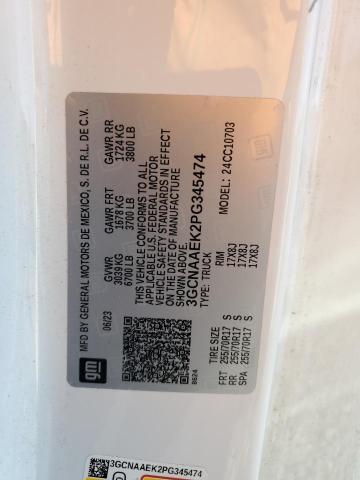 MFD BY GENERAL MOTORS DE MEXICO, S. DE R.L. DE C.V.
06/23 GVWR GAWR FRT GAWR RR
3039 KG 1678 KG 1724 KG
6700 LB 3700 LB 3800 LB
THIS VEHICLE CONFORMS TO ALL
APPLICABLE U.S. FEDERAL MOTOR
VEHICLE SAFETY STANDARDS IN EFFECT
ON THE DATE OF MANUFACTURE
SHOWN ABOVE.
3GCNAAEK2PG345474
TYPE: TRUCK MODEL: 24CC10703
TIRE SIZE RIM
FRT 255/70R17 S 17X8J
RR 255/70R17 S 17X8J
SPA 255/70R17 S 17X8J
gm
8624
3GCNAAEK2PG345474